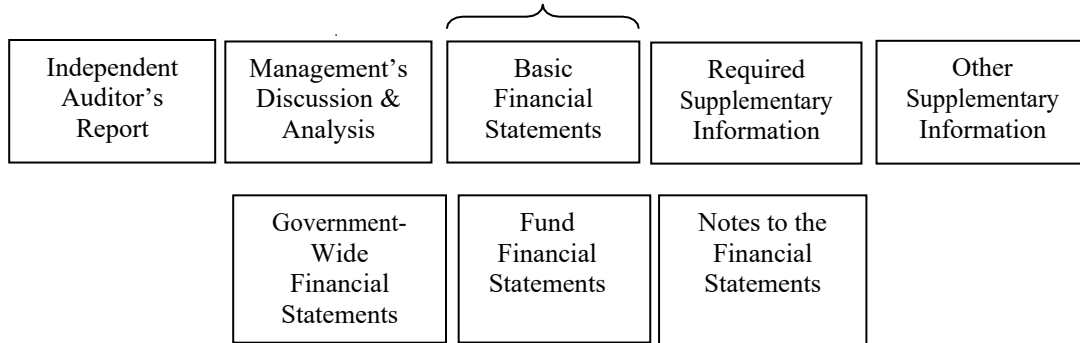 Independent
Auditor’s
Report
Management’s
Discussion &
Analysis
Basic
Financial
Statements
Required
Supplementary
Information
Other
Supplementary
Information
Government-
Wide
Financial
Statements
Fund
Financial
Statements
Notes to the
Financial
Statements